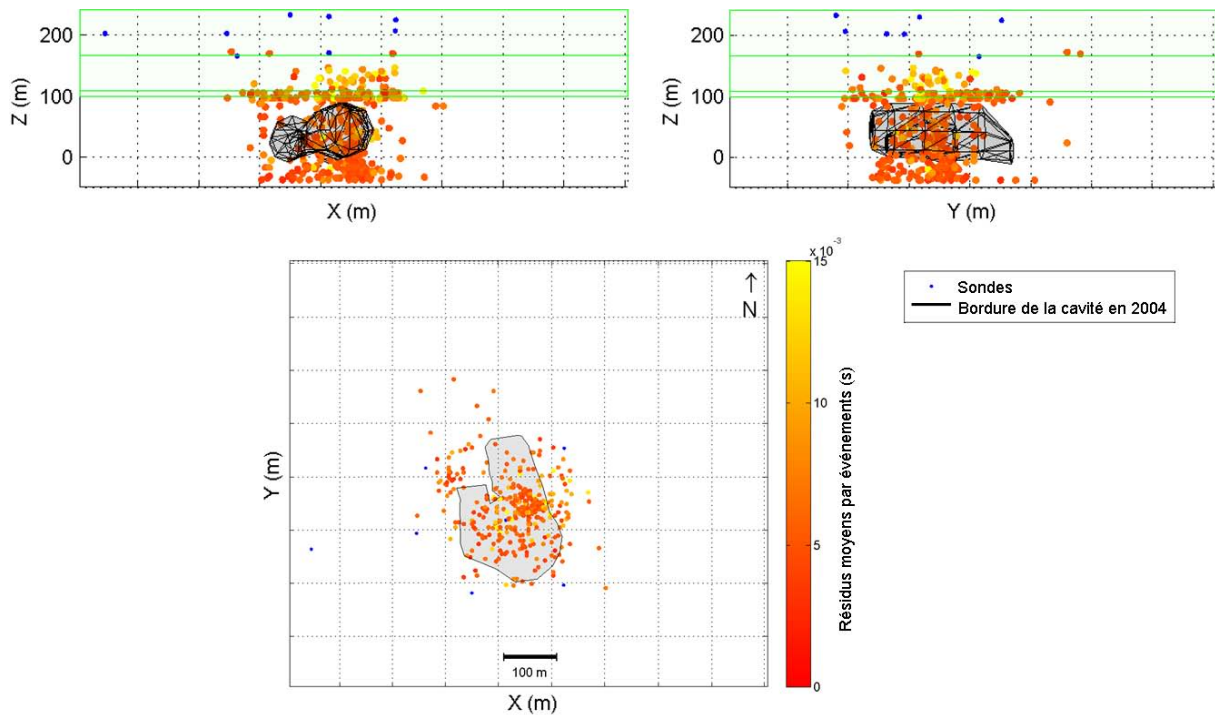 200
100
0
Z (m)
X (m)
200
100
0
Z (m)
Y (m)
↑
N
Y (m)
100 m
X (m)
x 10⁻³
15
10
5
0
Résidus moyens par événements (s)
Sondes
Bordure de la cavité en 2004